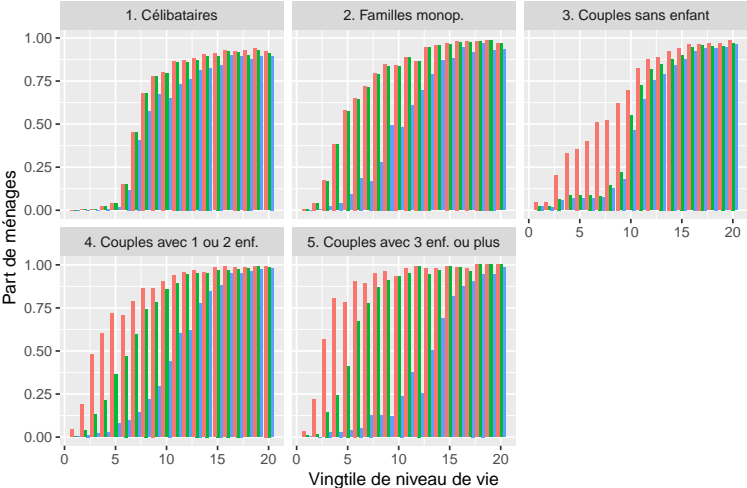 1. Célibataires
2. Familles monop.
3. Couples sans enfant
1.00
0.75
0.50
0.25
0.00
0 5 10 15 20
4. Couples avec 1 ou 2 enf.
5. Couples avec 3 enf. ou plus
1.00
0.75
0.50
0.25
0.00
0 5 10 15 20
0 5 10 15 20
Part de ménages
Vingtile de niveau de vie